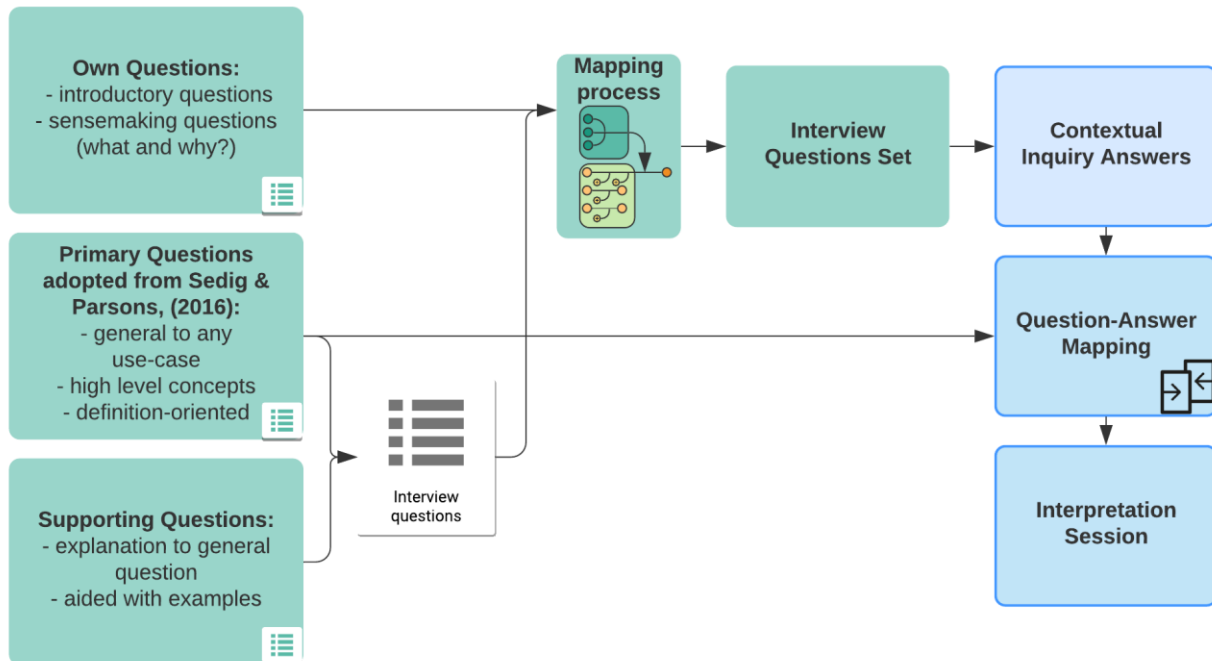 Own Questions:
- introductory questions
- sensemaking questions
(what and why?)
Primary Questions
adopted from Sedig &
Parsons, (2016):
- general to any
use-case
- high level concepts
- definition-oriented
Supporting Questions:
- explanation to general
question
- aided with examples
Interview
questions
Mapping
process
Interview
Questions Set
Contextual
Inquiry Answers
Question-Answer
Mapping
Interpretation
Session